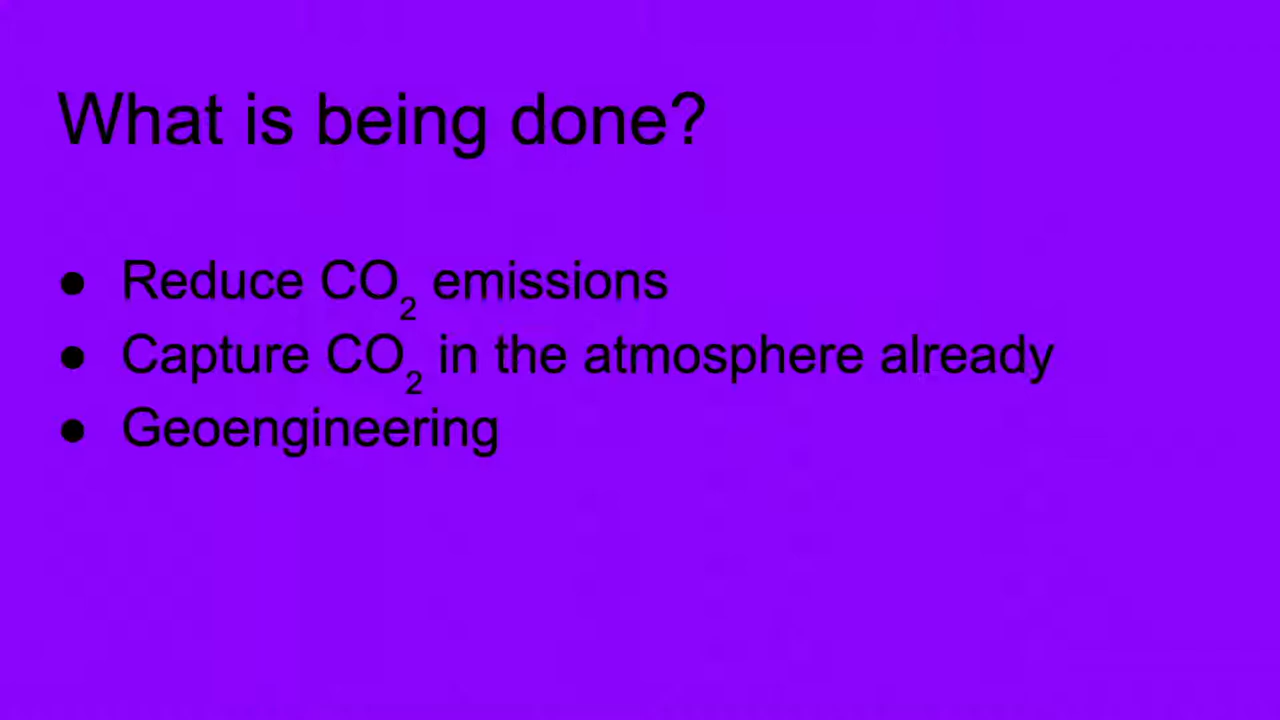 What is being done?
● Reduce CO₂ emissions
● Capture CO₂ in the atmosphere already
● Geoengineering